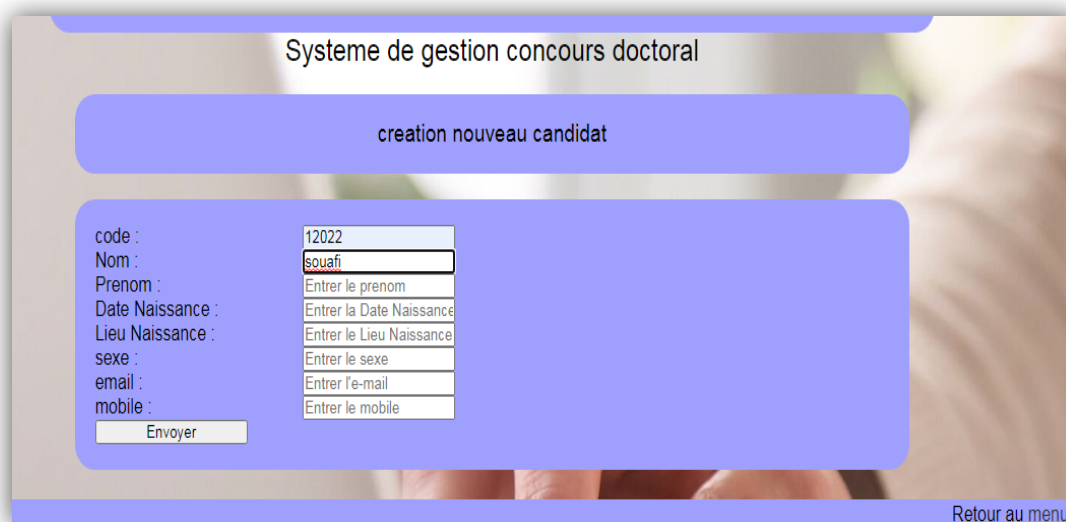 Systeme de gestion concours doctoral
creation nouveau candidat
code : 12022
Nom : souafi
Prenom : Entrer le prenom
Date Naissance : Entrer la Date Naissance
Lieu Naissance : Entrer le Lieu Naissance
sexe : Entrer le sexe
email : Entrer l'e-mail
mobile : Entrer le mobile
Envoyer
Retour au menu